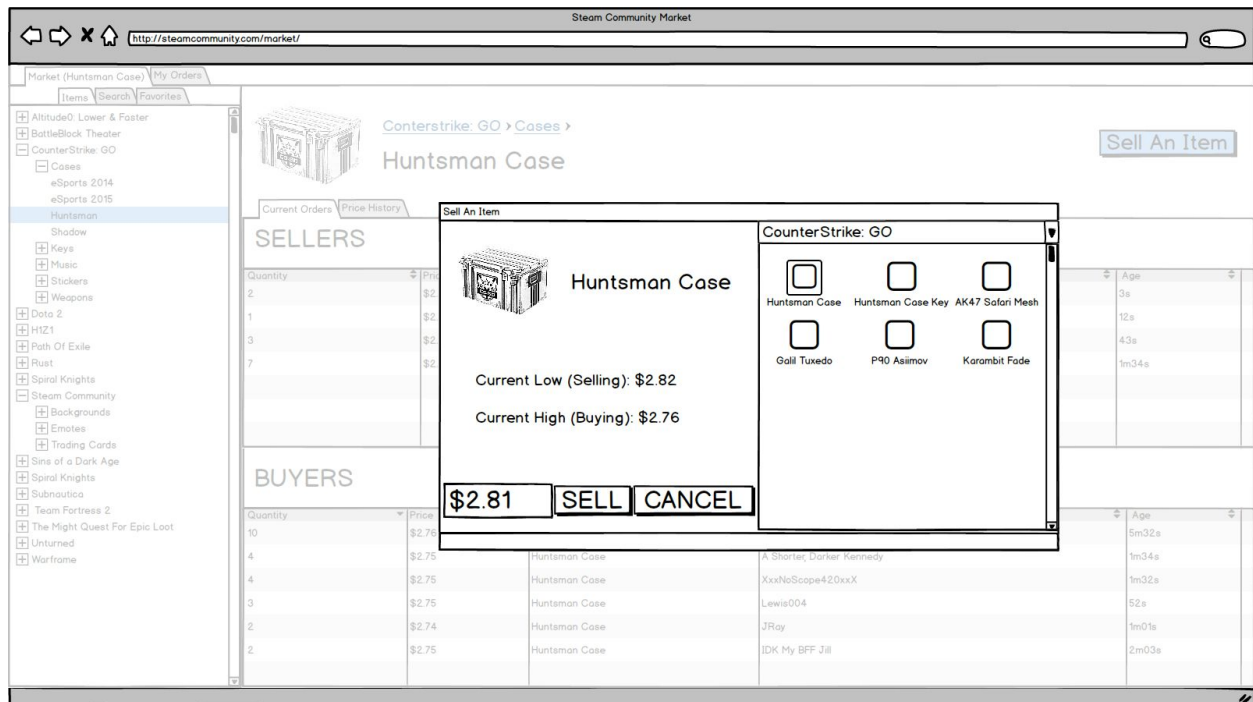 Steam Community Market
http://steamcommunity.com/market/
Market (Huntsman Case) My Orders
Items Search Favorites
Altitude0: Lower & Faster
BattleBlock Theater
CounterStrike: GO
Cases
eSports 2014
eSports 2015
Huntsman
Shadow
Keys
Music
Stickers
Weapons
Dota 2
H1Z1
Path Of Exile
Rust
Spiral Knights
Steam Community
Backgrounds
Emotes
Trading Cards
Sins of a Dark Age
Spiral Knights
Subnautica
Team Fortress 2
The Might Quest For Epic Loot
Unturned
Warframe
Conterstrike: GO › Cases ›
Huntsman Case
Sell An Item
Current Orders Price History
SELLERS
Quantity Age
2 3s
1 12s
3 43s
7 1m34s
Sell An Item
Huntsman Case
Current Low (Selling): $2.82
Current High (Buying): $2.76
$2.81 SELL CANCEL
CounterStrike: GO
Huntsman Case Huntsman Case Key AK47 Safari Mesh
Galil Tuxedo P90 Asiimov Karambit Fade
BUYERS
Quantity Price Age
10 $2.76 5m32s
4 $2.75 Huntsman Case A Shorter, Darker Kennedy 1m34s
4 $2.75 Huntsman Case XxxNoScope420xxX 1m32s
3 $2.75 Huntsman Case Lewis004 52s
2 $2.74 Huntsman Case JRay 1m01s
2 $2.75 Huntsman Case IDK My BFF Jill 2m03s